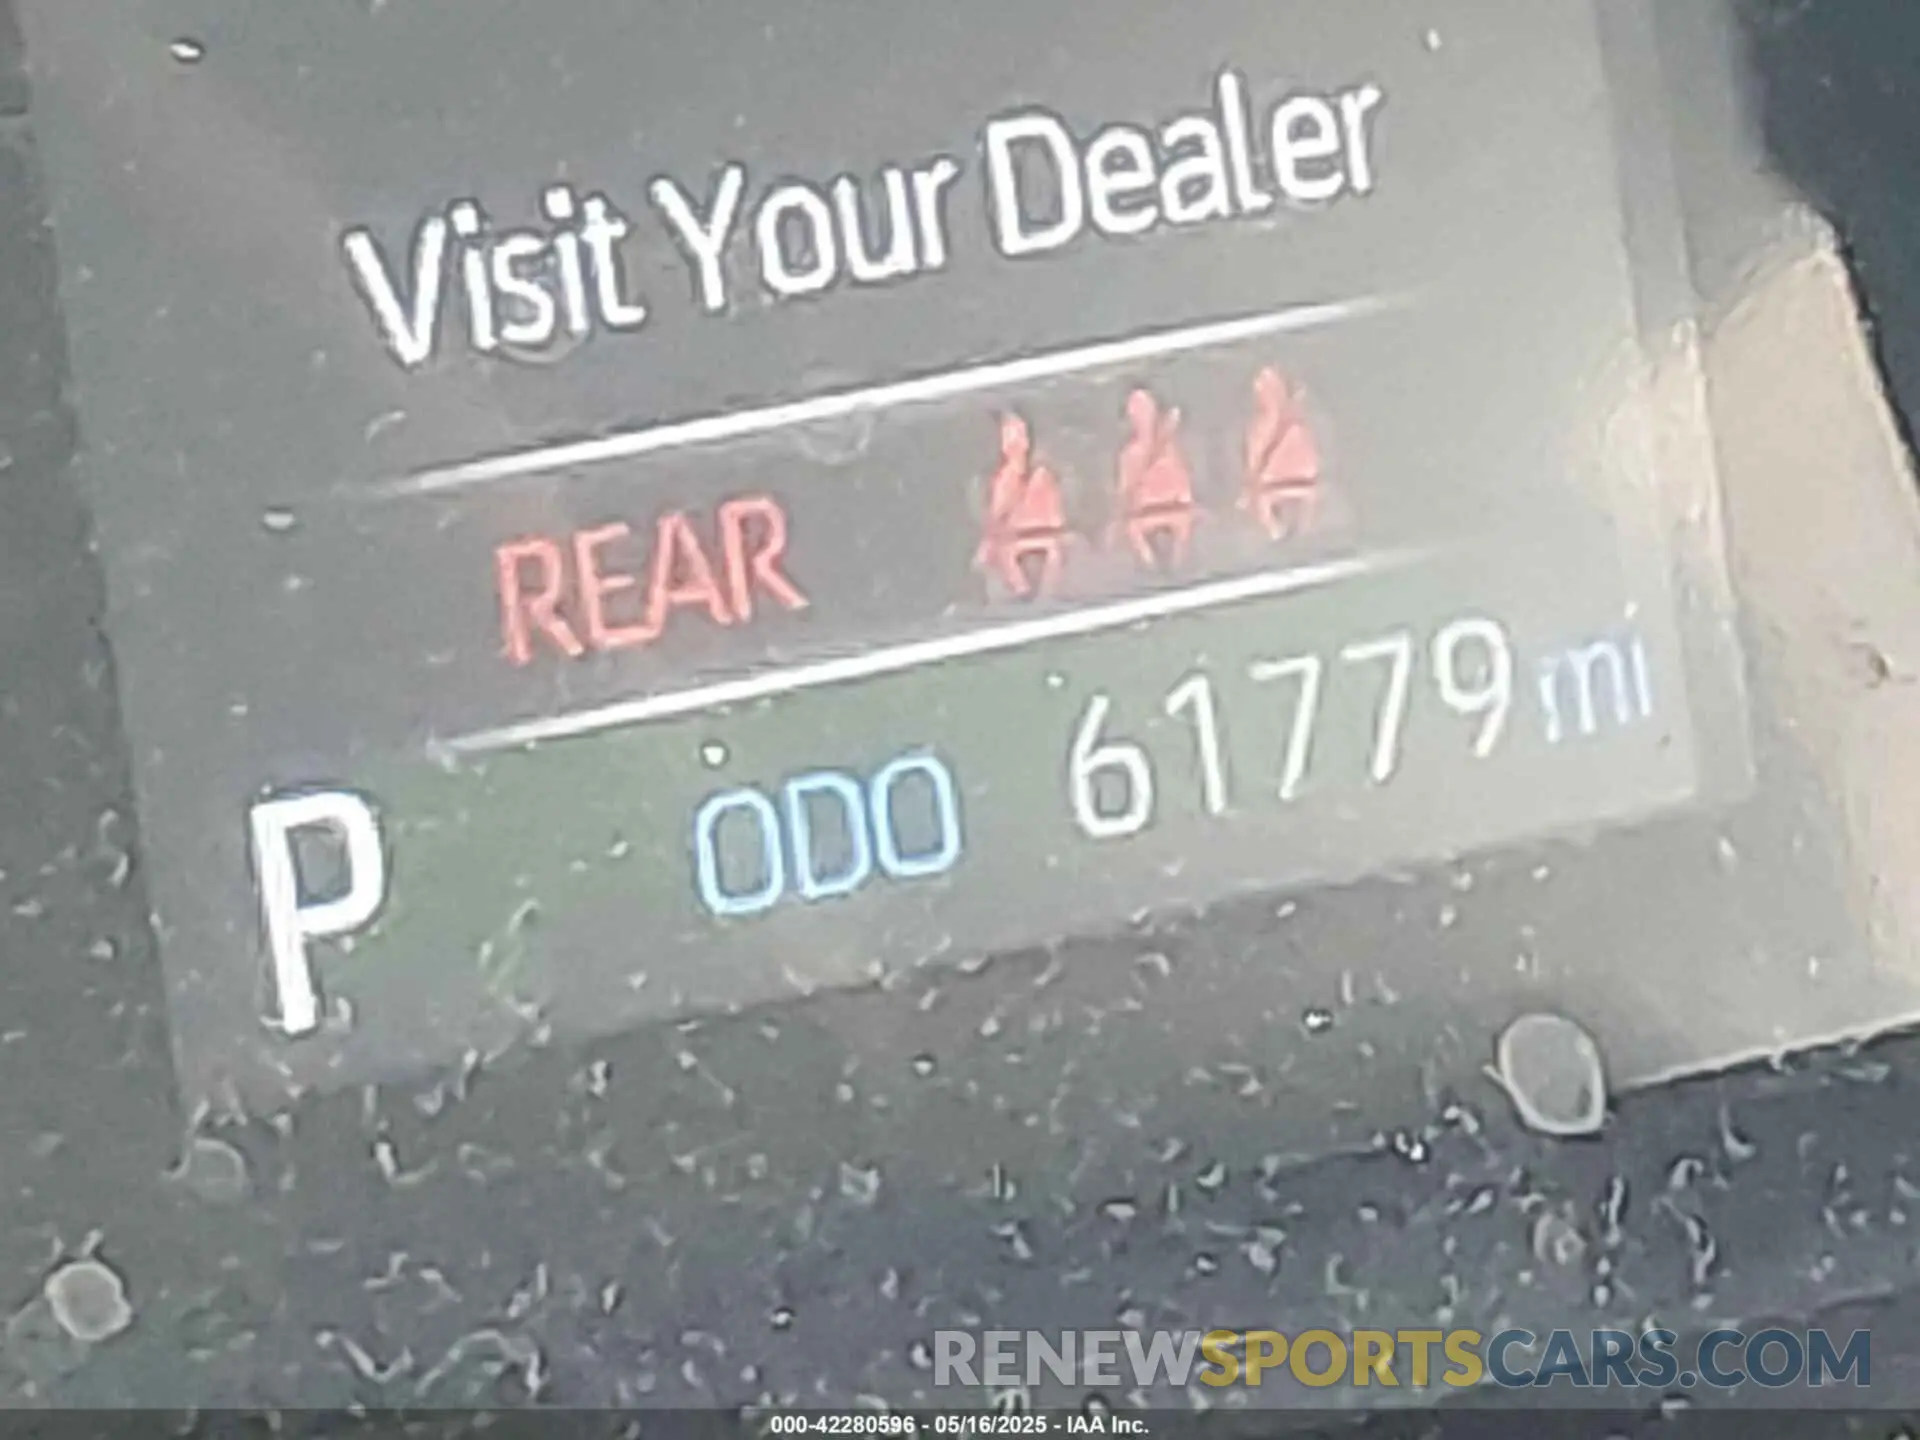 Visit Your Dealer
REAR
P ODO 61779 mi
RENEWSPORTSCARS.COM
000-42280596 - 05/16/2025 - IAA Inc.